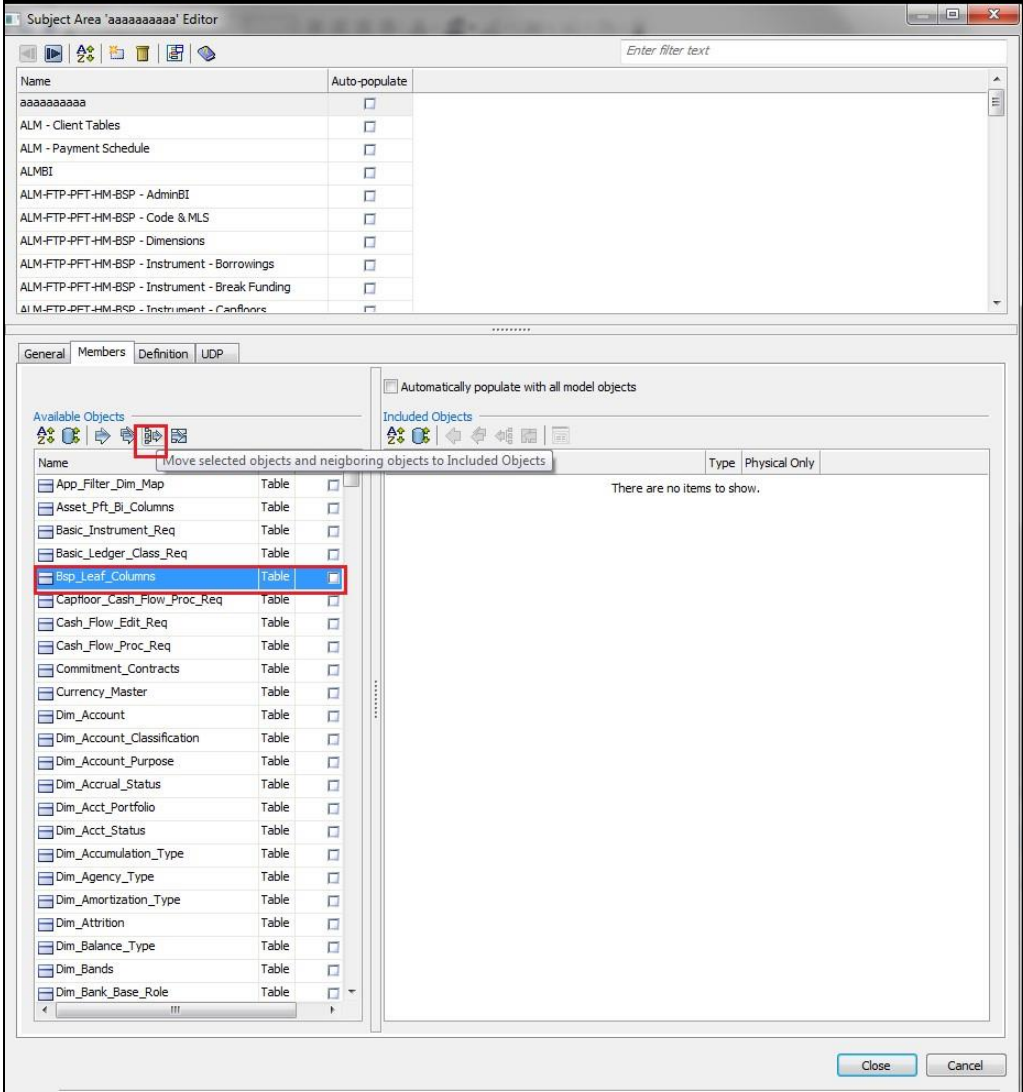 Subject Area 'aaaaaaaaaa' Editor
Enter filter text
Name Auto-populate
aaaaaaaaaa
ALM - Client Tables
ALM - Payment Schedule
ALMBI
ALM-FTP-PFT-HM-BSP - AdminBI
ALM-FTP-PFT-HM-BSP - Code & MLS
ALM-FTP-PFT-HM-BSP - Dimensions
ALM-FTP-PFT-HM-BSP - Instrument - Borrowings
ALM-FTP-PFT-HM-BSP - Instrument - Break Funding
ALM-FTP-PFT-HM-BSP - Instrument - Capfloors
General Members Definition UDP
Automatically populate with all model objects
Available Objects Included Objects
Move selected objects and neigboring objects to Included Objects
Name Type Physical Only
App_Filter_Dim_Map Table There are no items to show.
Asset_Pft_Bi_Columns Table
Basic_Instrument_Req Table
Basic_Ledger_Class_Req Table
Bsp_Leaf_Columns Table
Capfloor_Cash_Flow_Proc_Req Table
Cash_Flow_Edit_Req Table
Cash_Flow_Proc_Req Table
Commitment_Contracts Table
Currency_Master Table
Dim_Account Table
Dim_Account_Classification Table
Dim_Account_Purpose Table
Dim_Accrual_Status Table
Dim_Acct_Portfolio Table
Dim_Acct_Status Table
Dim_Accumulation_Type Table
Dim_Agency_Type Table
Dim_Amortization_Type Table
Dim_Attrition Table
Dim_Balance_Type Table
Dim_Bands Table
Dim_Bank_Base_Role Table
Close Cancel